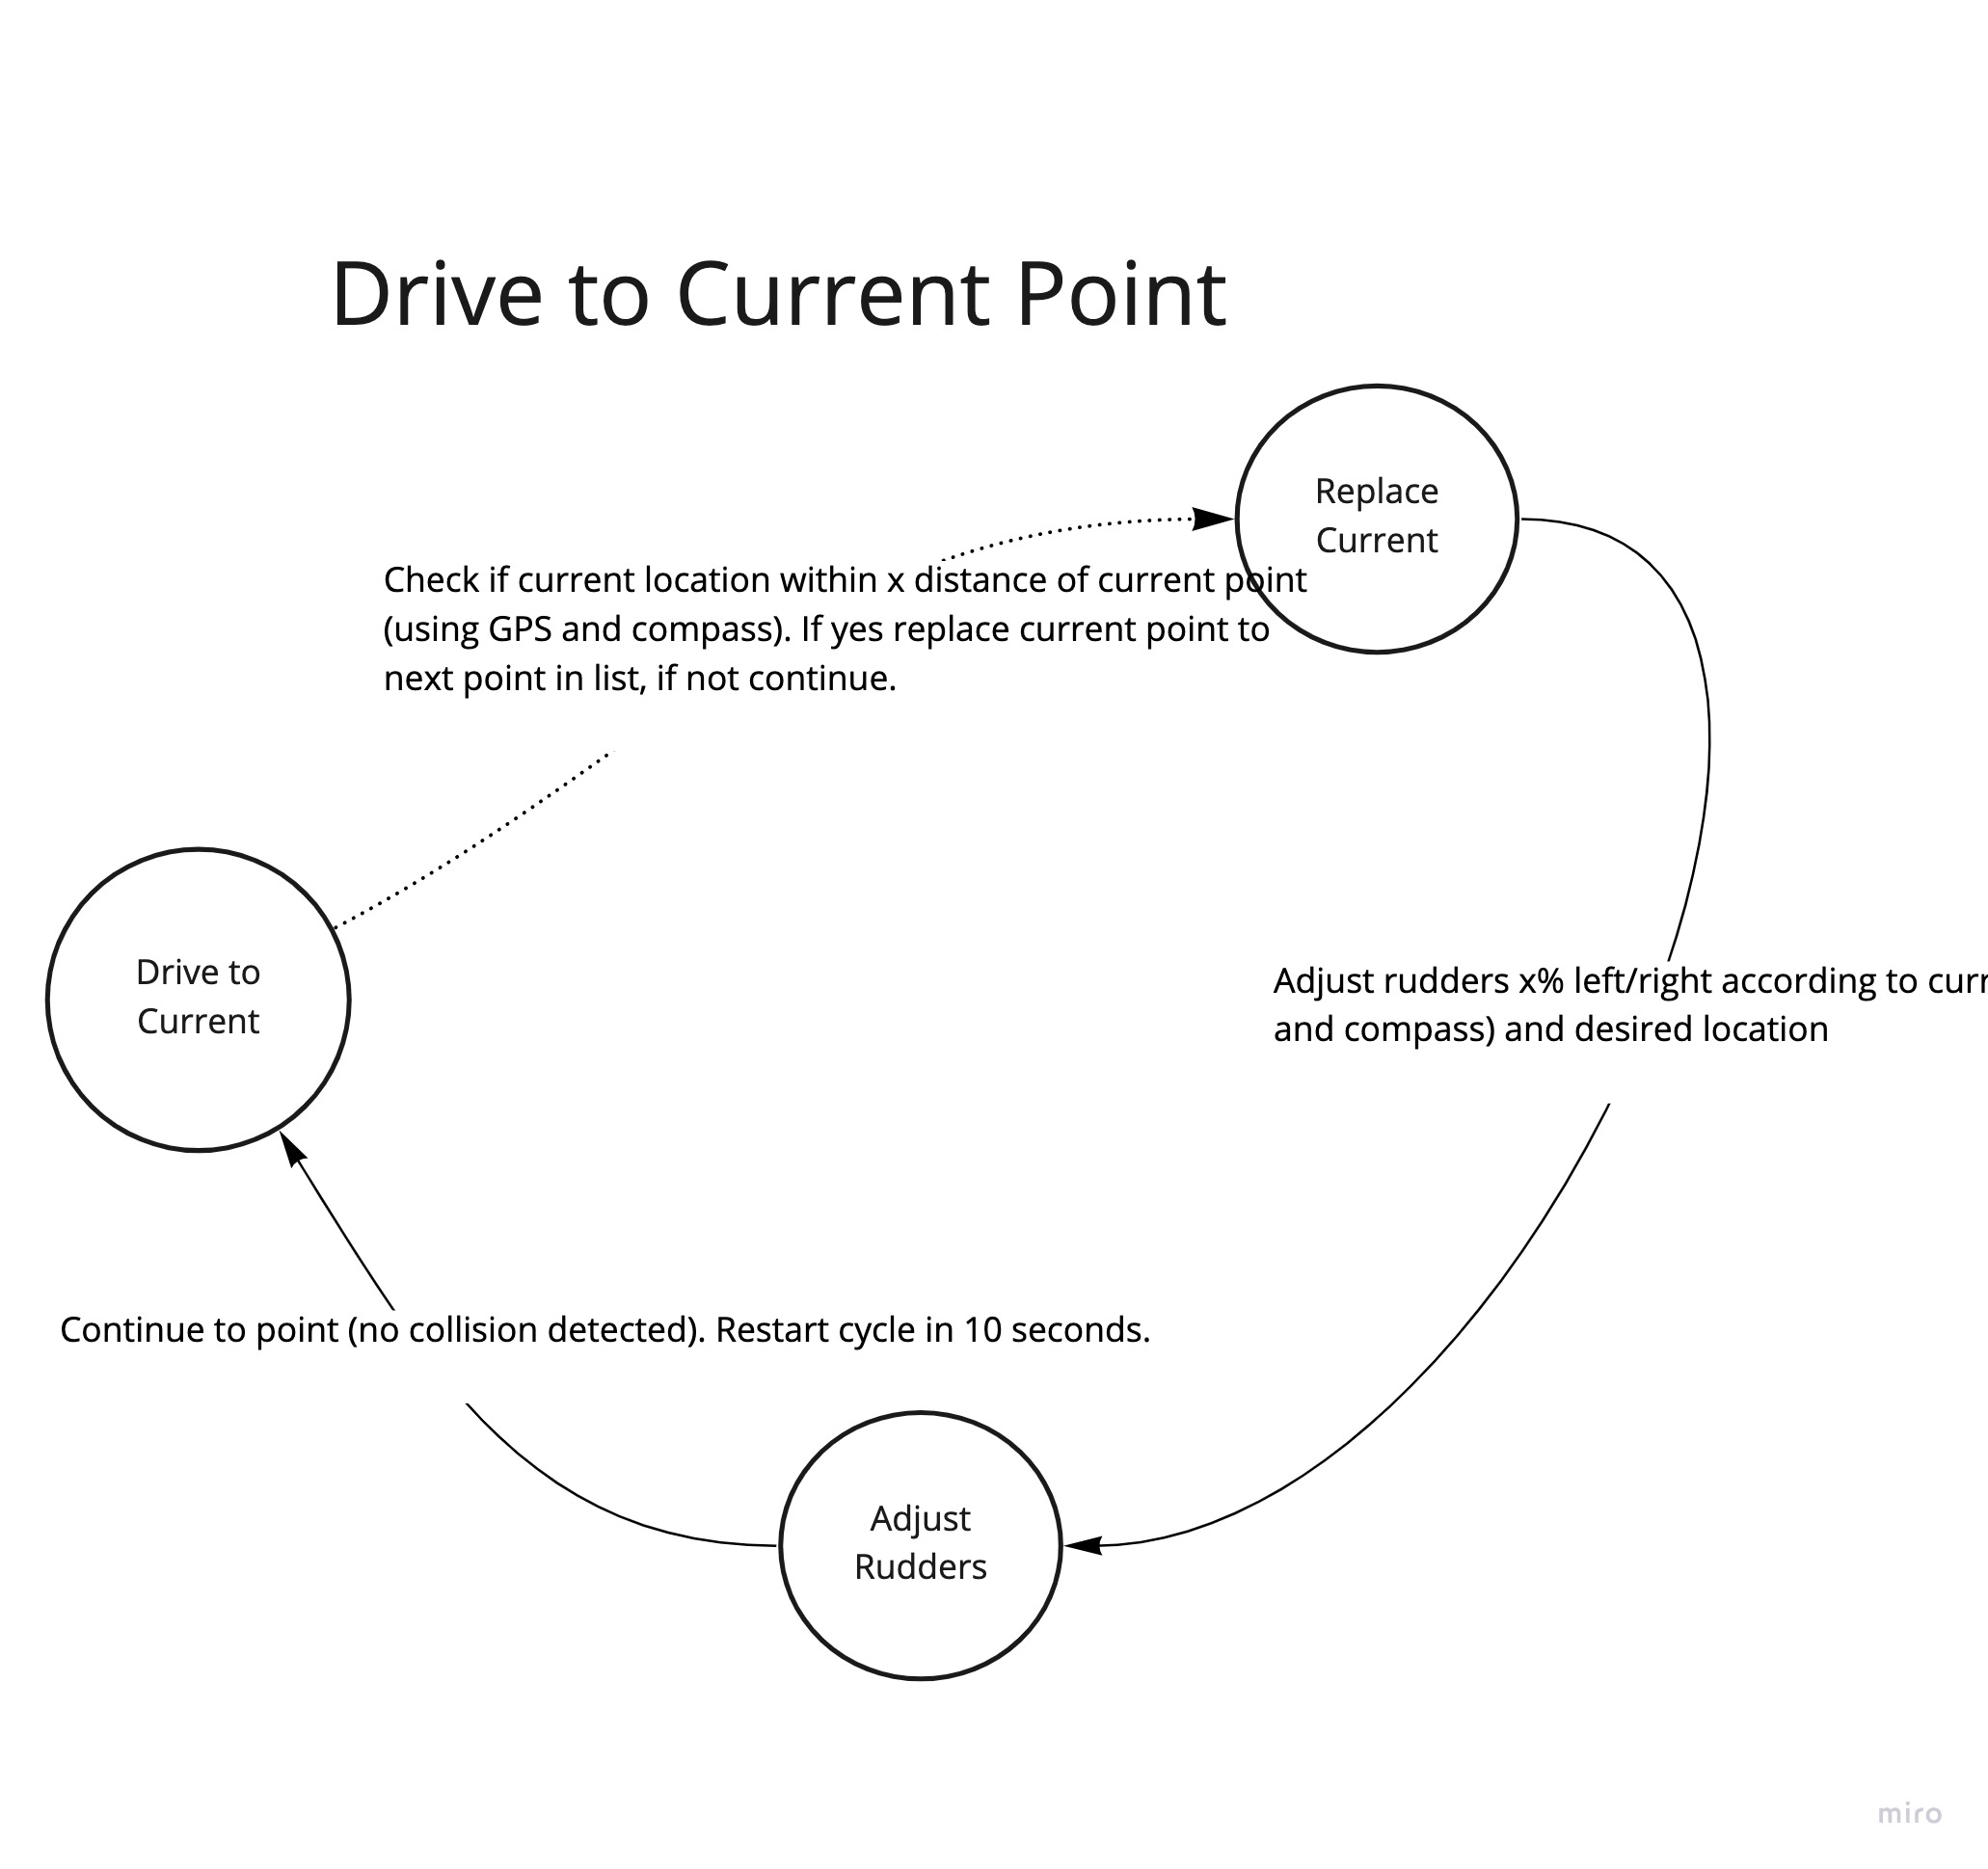 Drive to Current Point
Replace
Current
Check if current location within x distance of current point
(using GPS and compass). If yes replace current point to
next point in list, if not continue.
Drive to
Current
Adjust rudders x% left/right according to
and compass) and desired location
Continue to point (no collision detected). Restart cycle in 10 seconds.
Adjust
Rudders
miro